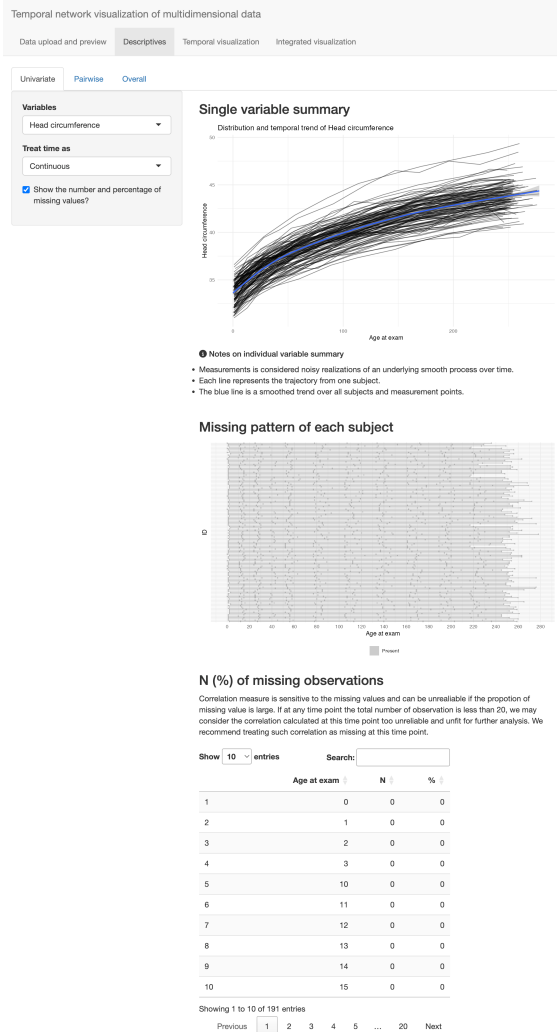 Temporal network visualization of multidimensional data
Data upload and preview Descriptives Temporal visualization Integrated visualization
Univariate Pairwise Overall
Variables
Head circumference
Treat time as
Continuous
Show the number and percentage of
missing values?
Single variable summary
Distribution and temporal trend of Head circumference
50
45
40
35
Head circumference
0 100 200
Age at exam
Notes on individual variable summary
• Measurements is considered noisy realizations of an underlying smooth process over time.
• Each line represents the trajectory from one subject.
• The blue line is a smoothed trend over all subjects and measurement points.
Missing pattern of each subject
ID
0 20 40 60 80 100 120 140 160 180 200 220 240 260 280
Age at exam
Present
N (%) of missing observations
Correlation measure is sensitive to the missing values and can be unrealiable if the propotion of
missing value is large. If at any time point the total number of observation is less than 20, we may
consider the correlation calculated at this time point too unreliable and unfit for further analysis. We
recommend treating such correlation as missing at this time point.
Show 10 entries Search:
Age at exam N %
1 0 0 0
2 1 0 0
3 2 0 0
4 3 0 0
5 10 0 0
6 11 0 0
7 12 0 0
8 13 0 0
9 14 0 0
10 15 0 0
Showing 1 to 10 of 191 entries
Previous 1 2 3 4 5 … 20 Next